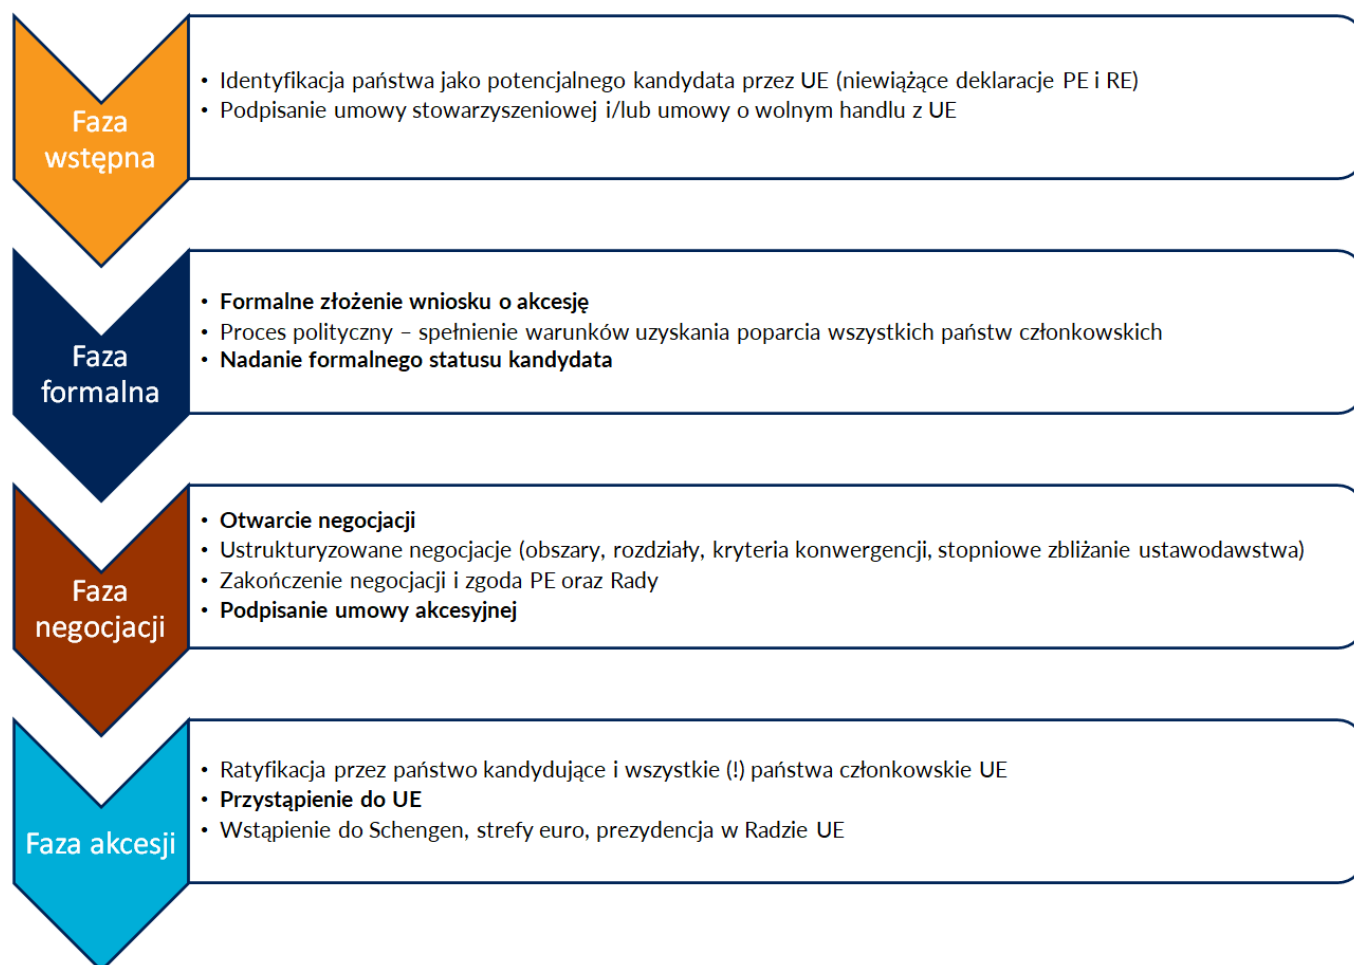 Faza
wstępna
• Identyfikacja państwa jako potencjalnego kandydata przez UE (niewiążące deklaracje PE i RE)
• Podpisanie umowy stowarzyszeniowej i/lub umowy o wolnym handlu z UE
Faza
formalna
• Formalne złożenie wniosku o akcesję
• Proces polityczny – spełnienie warunków uzyskania poparcia wszystkich państw członkowskich
• Nadanie formalnego statusu kandydata
Faza
negocjacji
• Otwarcie negocjacji
• Ustrukturyzowane negocjacje (obszary, rozdziały, kryteria konwergencji, stopniowe zbliżanie ustawodawstwa)
• Zakończenie negocjacji i zgoda PE oraz Rady
• Podpisanie umowy akcesyjnej
Faza akcesji
• Ratyfikacja przez państwo kandydujące i wszystkie (!) państwa członkowskie UE
• Przystąpienie do UE
• Wstąpienie do Schengen, strefy euro, prezydencja w Radzie UE